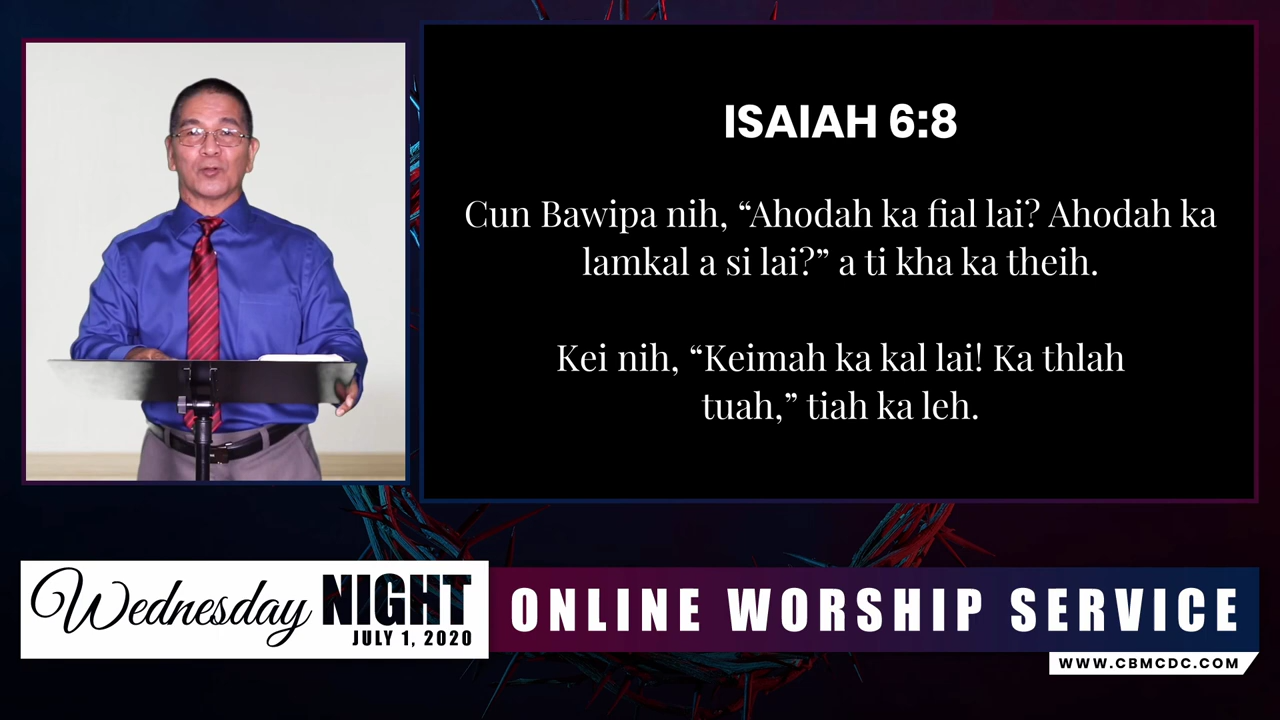 ISAIAH 6:8
Cun Bawipa nih, “Ahodah ka fial lai? Ahodah ka
lamkal a si lai?” a ti kha ka theih.
Kei nih, “Keimah ka kal lai! Ka thlah
tuah,” tiah ka leh.
Wednesday NIGHT
JULY 1, 2020
ONLINE WORSHIP SERVICE
WWW.CBMCDC.COM